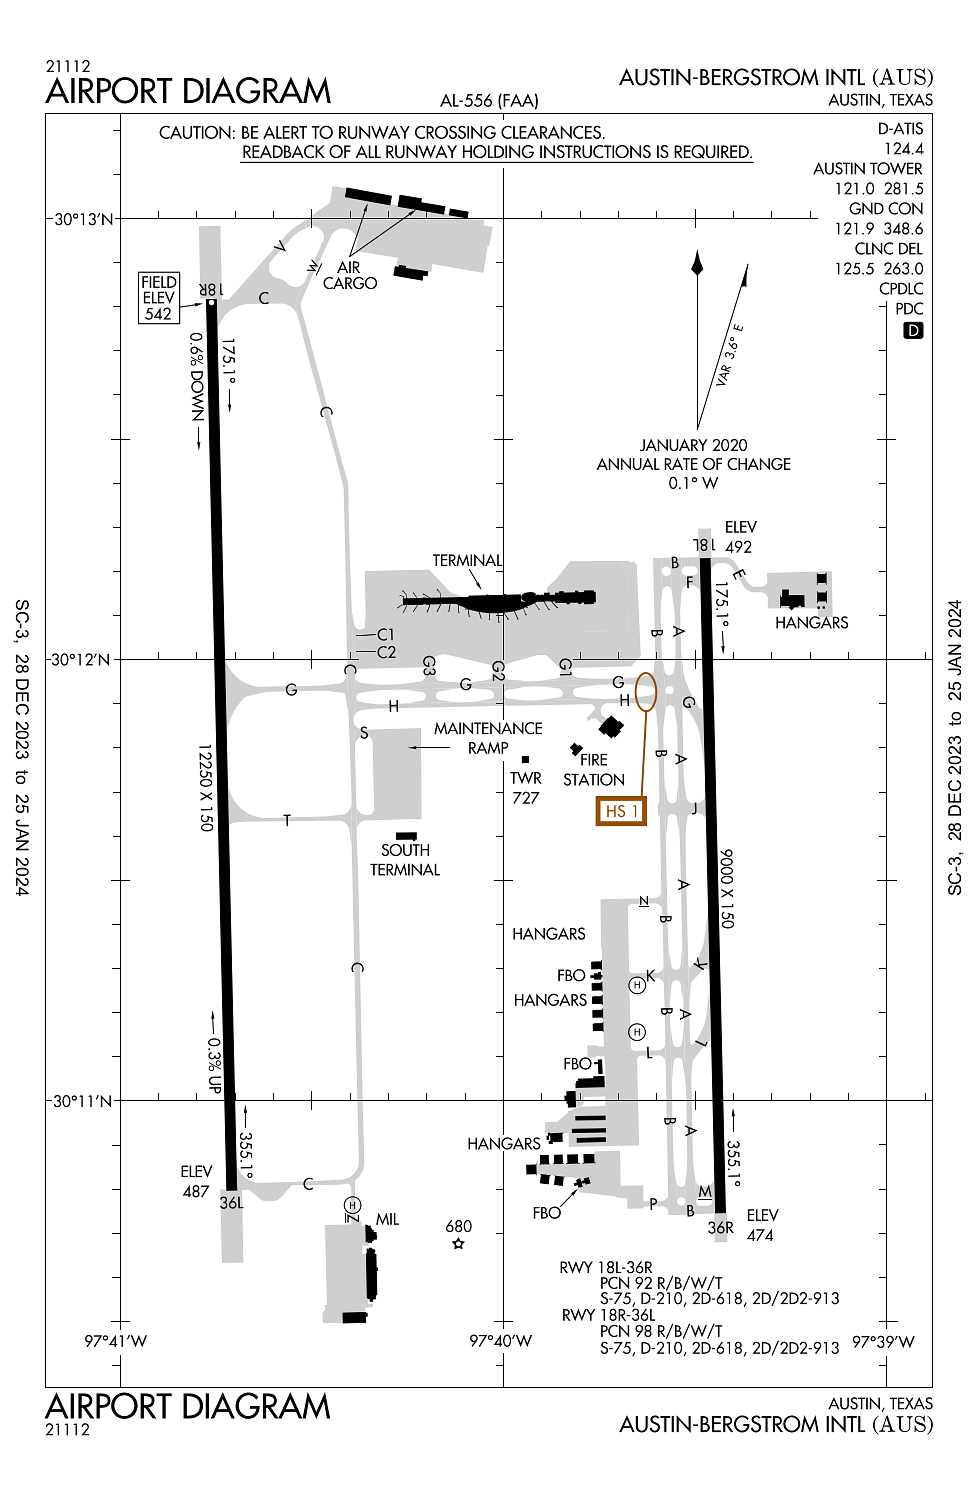 21112
AIRPORT DIAGRAM
AL-556 (FAA)
AUSTIN-BERGSTROM INTL (AUS)
AUSTIN, TEXAS
CAUTION: BE ALERT TO RUNWAY CROSSING CLEARANCES.
READBACK OF ALL RUNWAY HOLDING INSTRUCTIONS IS REQUIRED.
D-ATIS
124.4
AUSTIN TOWER
121.0 281.5
GND CON
121.9 348.6
CLNC DEL
125.5 263.0
CPDLC
PDC
D
30°13'N
V
W
AIR
CARGO
FIELD
ELEV
542
18R
C
0.6% DOWN
175.1°
C
VAR 3.6° E
JANUARY 2020
ANNUAL RATE OF CHANGE
0.1° W
ELEV
492
18L
TERMINAL
B
F
E
175.1°
HANGARS
C1
C2
B
A
30°12'N
C
G3
G2
G1
G
G
G
H
H
G
S
MAINTENANCE
RAMP
FIRE
STATION
TWR
727
B
A
HS 1
J
12250 X 150
T
SOUTH
TERMINAL
9000 X 150
A
N
B
HANGARS
FBO
HANGARS
K
K
H
C
B
A
H
L
L
FBO
0.3% UP
30°11'N
355.1°
HANGARS
B
A
355.1°
ELEV
487
36L
C
H
N
MIL
680
FBO
P
B
M
36R
ELEV
474
RWY 18L-36R
PCN 92 R/B/W/T
S-75, D-210, 2D-618, 2D/2D2-913
RWY 18R-36L
PCN 98 R/B/W/T
S-75, D-210, 2D-618, 2D/2D2-913
97°41'W
97°40'W
97°39'W
SC-3, 28 DEC 2023 to 25 JAN 2024
SC-3, 28 DEC 2023 to 25 JAN 2024
AIRPORT DIAGRAM
21112
AUSTIN, TEXAS
AUSTIN-BERGSTROM INTL (AUS)